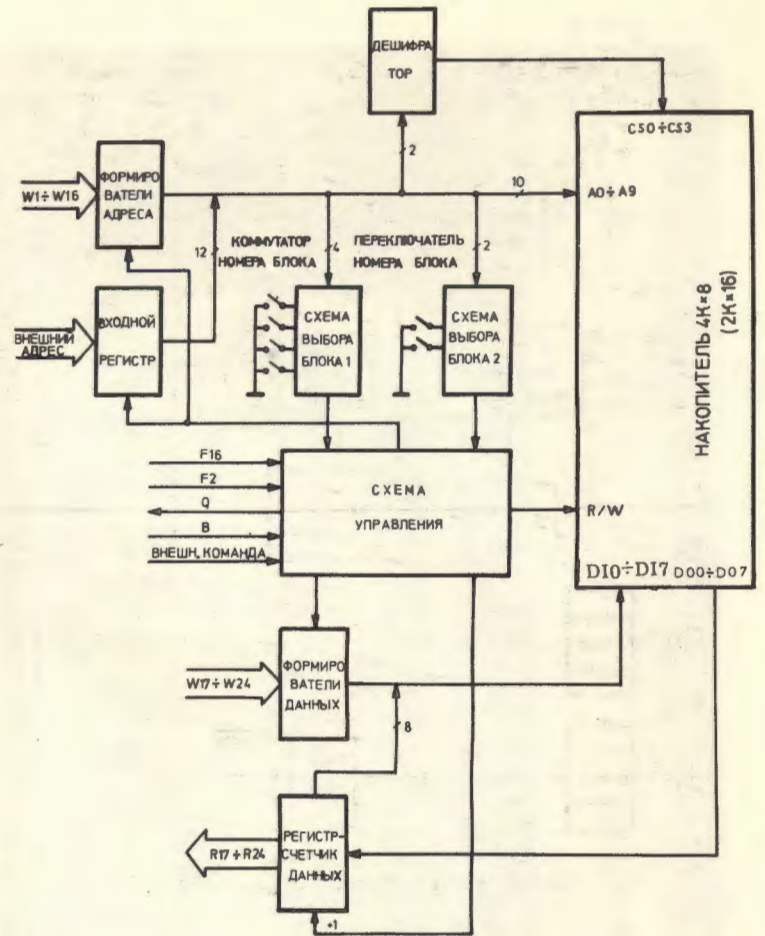 ДЕШИФРА
ТОР
CS0÷CS3
2
W1÷W16
ФОРМИРО
ВАТЕЛИ
АДРЕСА
10
A0÷A9
12
КОММУТАТОР
НОМЕРА БЛОКА
4
ПЕРЕКЛЮЧАТЕЛЬ
НОМЕРА БЛОКА
2
ВНЕШНИЙ
АДРЕС
ВХОДНОЙ
РЕГИСТР
СХЕМА
ВЫБОРА
БЛОКА 1
СХЕМА
ВЫБОРА
БЛОКА 2
НАКОПИТЕЛЬ 4К×8
(2К×16)
F16
F2
Q
B
ВНЕШН. КОМАНДА
СХЕМА
УПРАВЛЕНИЯ
R/W
DI0÷DI7 DO0÷DO7
W17÷W24
ФОРМИРО
ВАТЕЛИ
ДАННЫХ
8
R17÷R24
РЕГИСТР-
СЧЕТЧИК
ДАННЫХ
+1